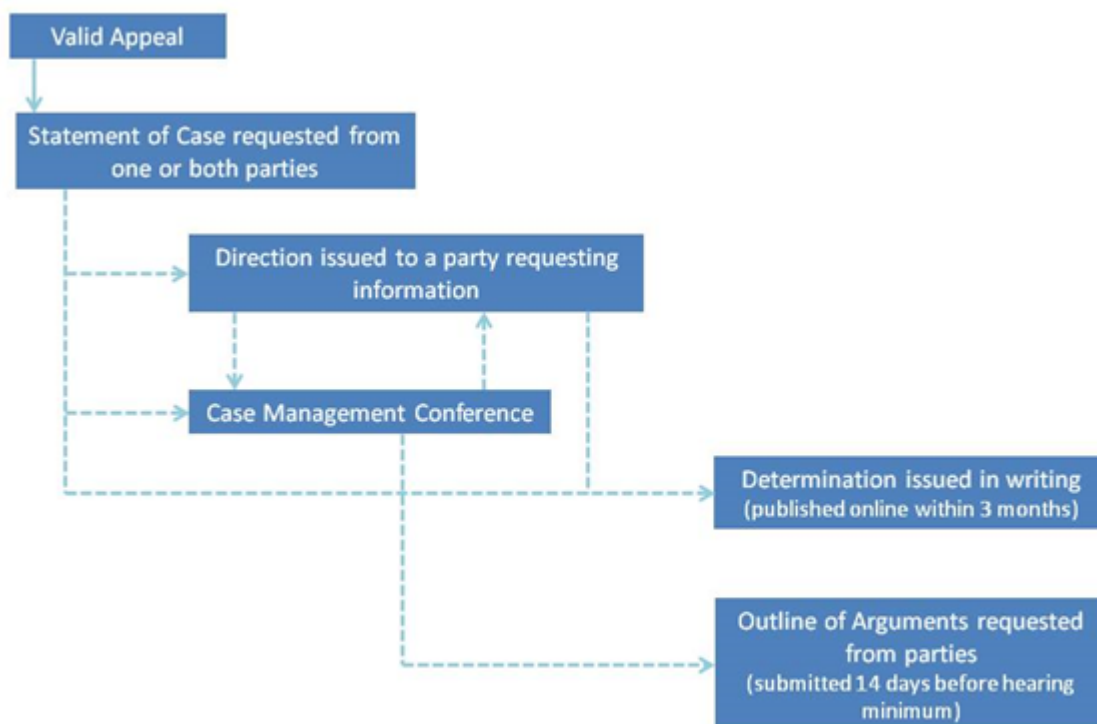 Valid Appeal
Statement of Case requested from
one or both parties
Direction issued to a party requesting
information
Case Management Conference
Determination issued in writing
(published online within 3 months)
Outline of Arguments requested
from parties
(submitted 14 days before hearing
minimum)